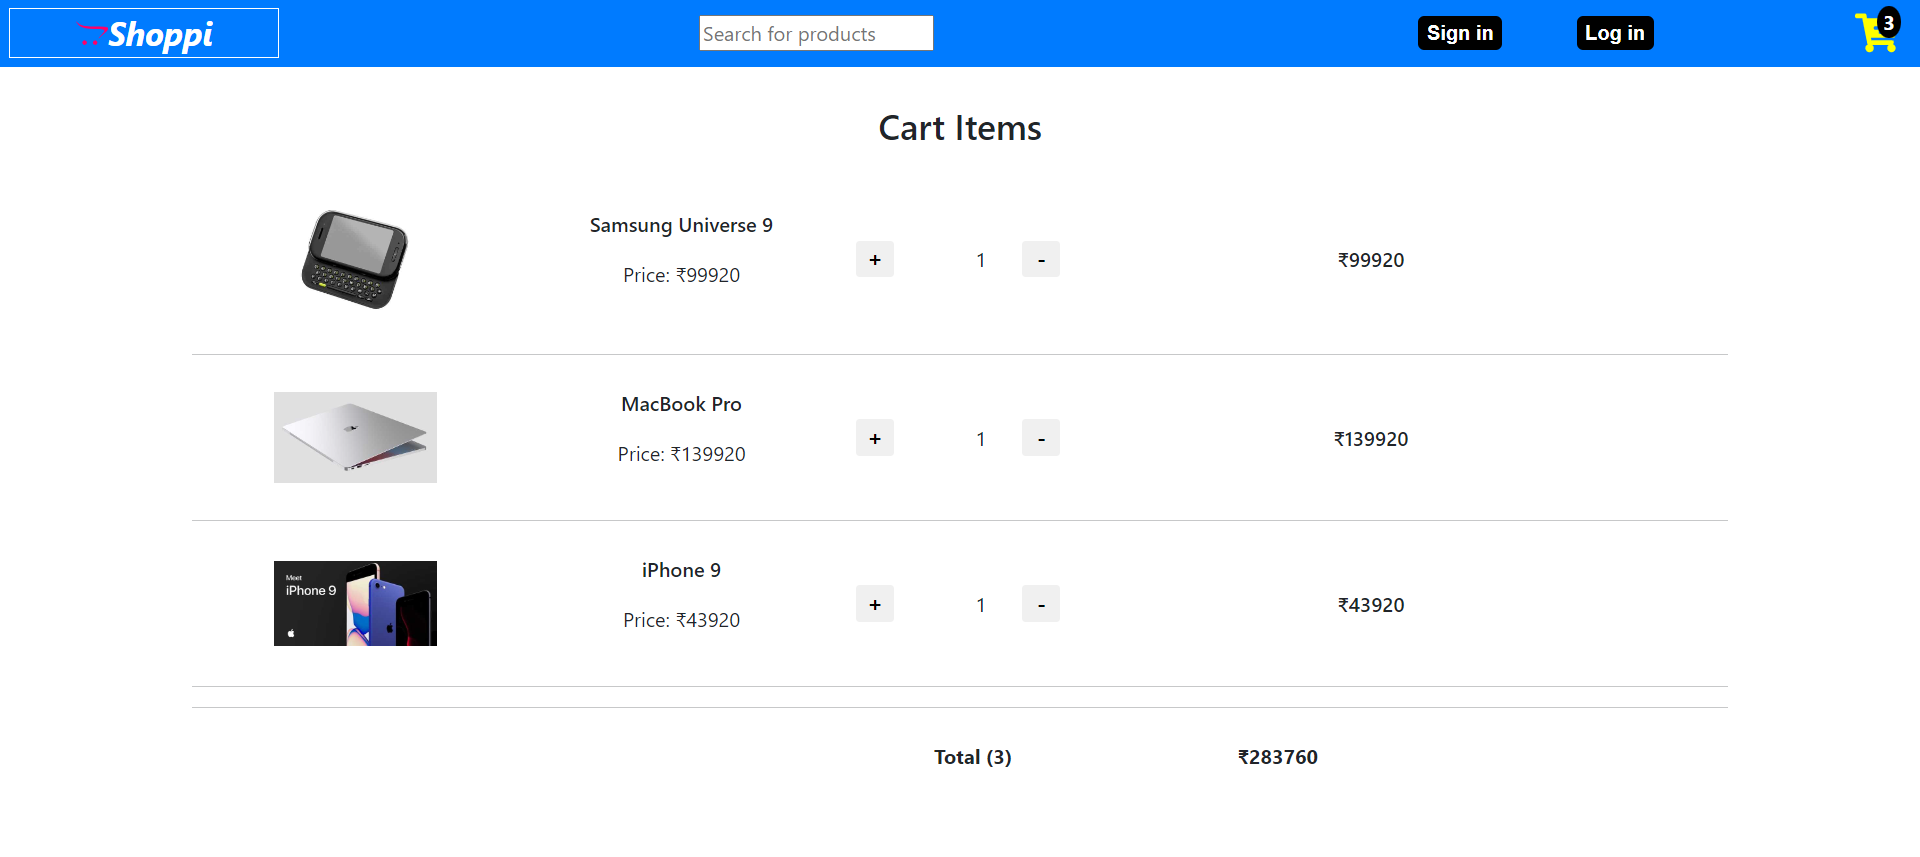 Shoppi
Search for products
Sign in
Log in
3
Cart Items
Samsung Universe 9
Price: ₹99920
+ 1 -
₹99920
MacBook Pro
Price: ₹139920
+ 1 -
₹139920
Meet
iPhone 9
iPhone 9
Price: ₹43920
+ 1 -
₹43920
Total (3) ₹283760